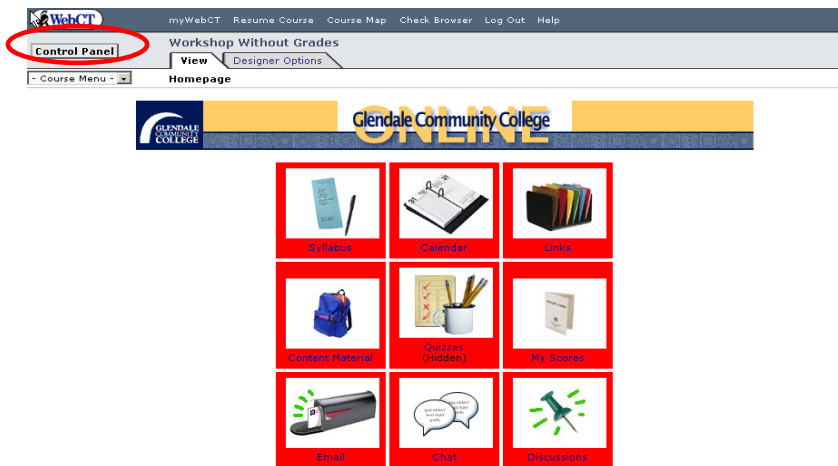 WebCT
myWebCT Resume Course Course Map Check Browser Log Out Help
Control Panel
Workshop Without Grades
View Designer Options
- Course Menu -
Homepage
GLENDALE
COMMUNITY
COLLEGE
ONLINE
Glendale Community College
Syllabus Calendar Links
Content Material Quizzes
(Hidden) My Scores
Email Chat Discussions